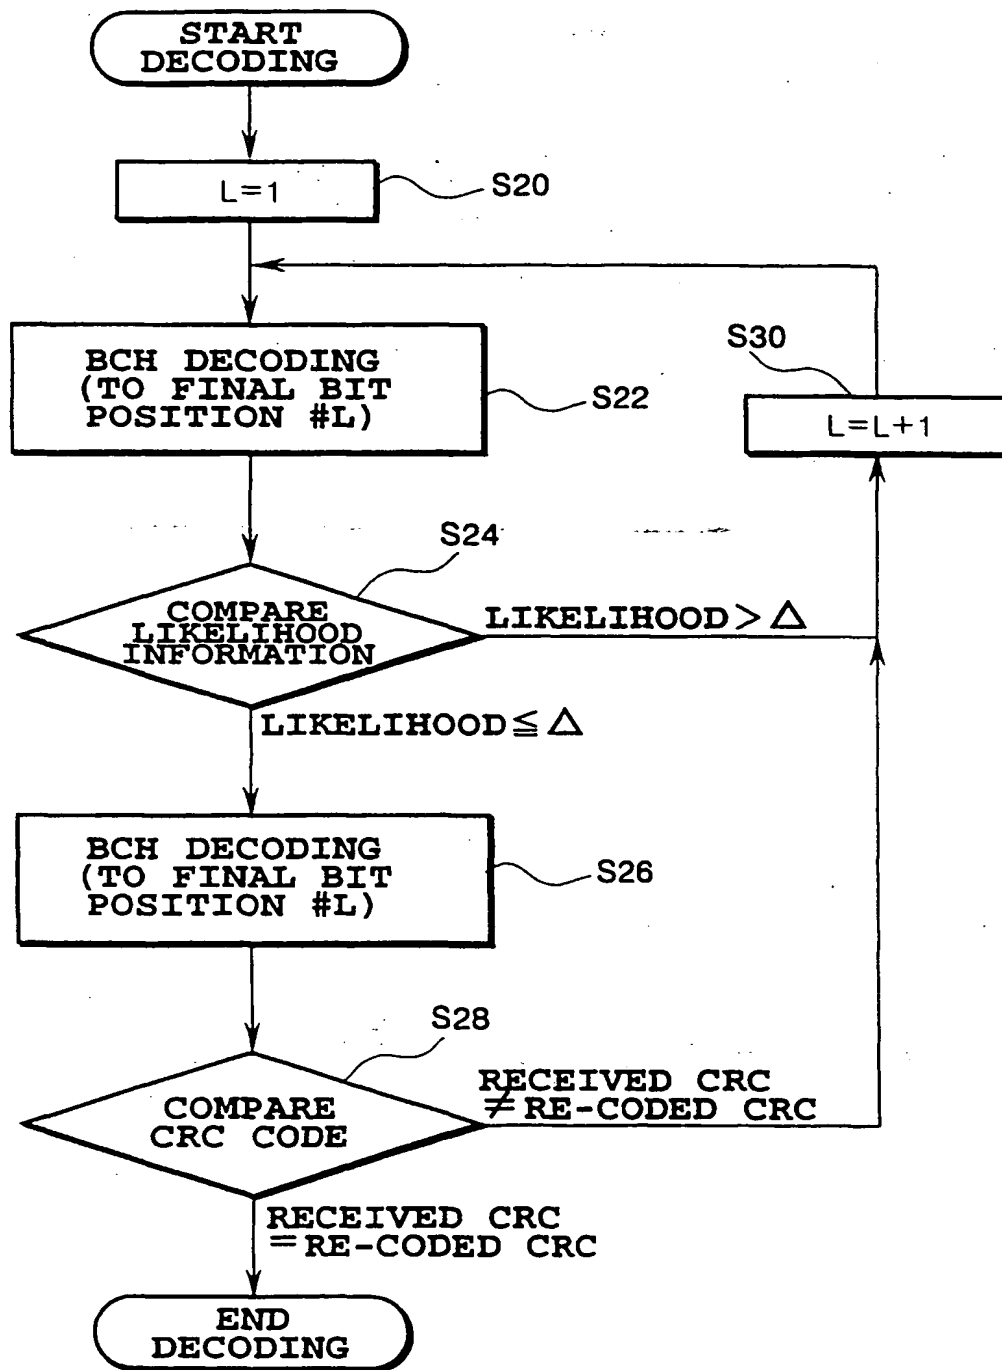 START
DECODING
L=1
S20
BCH DECODING
(TO FINAL BIT
POSITION #L)
S22
S30
L=L+1
S24
COMPARE
LIKELIHOOD
INFORMATION
LIKELIHOOD>△
LIKELIHOOD≦△
BCH DECODING
(TO FINAL BIT
POSITION #L)
S26
S28
COMPARE
CRC CODE
RECEIVED CRC
≠RE-CODED CRC
RECEIVED CRC
=RE-CODED CRC
END
DECODING